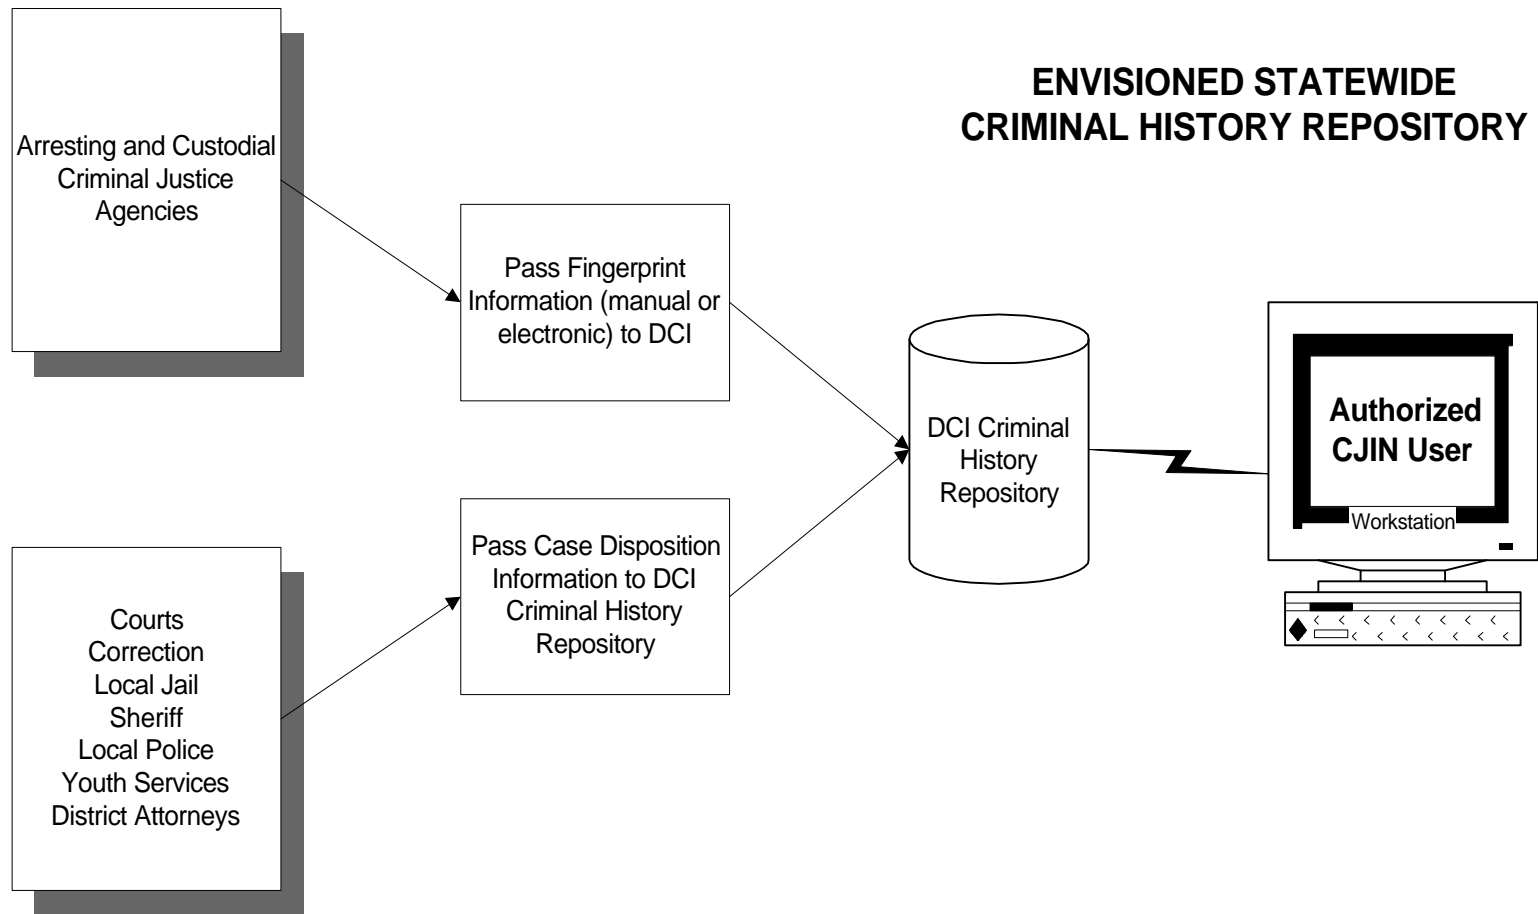 ENVISIONED STATEWIDE
CRIMINAL HISTORY REPOSITORY
Arresting and Custodial
Criminal Justice
Agencies
Pass Fingerprint
Information (manual or
electronic) to DCI
DCI Criminal
History
Repository
Authorized
CJIN User
Workstation
Pass Case Disposition
Information to DCI
Criminal History
Repository
Courts
Correction
Local Jail
Sheriff
Local Police
Youth Services
District Attorneys